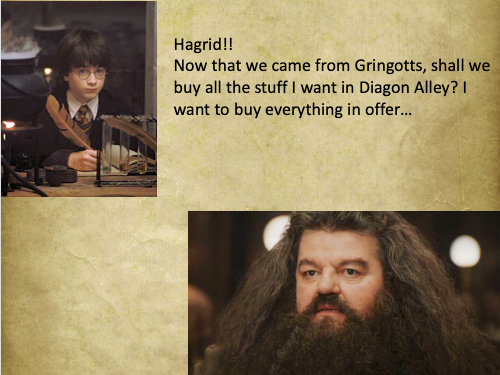 Hagrid!!
Now that we came from Gringotts, shall we
buy all the stuff I want in Diagon Alley? I
want to buy everything in offer…